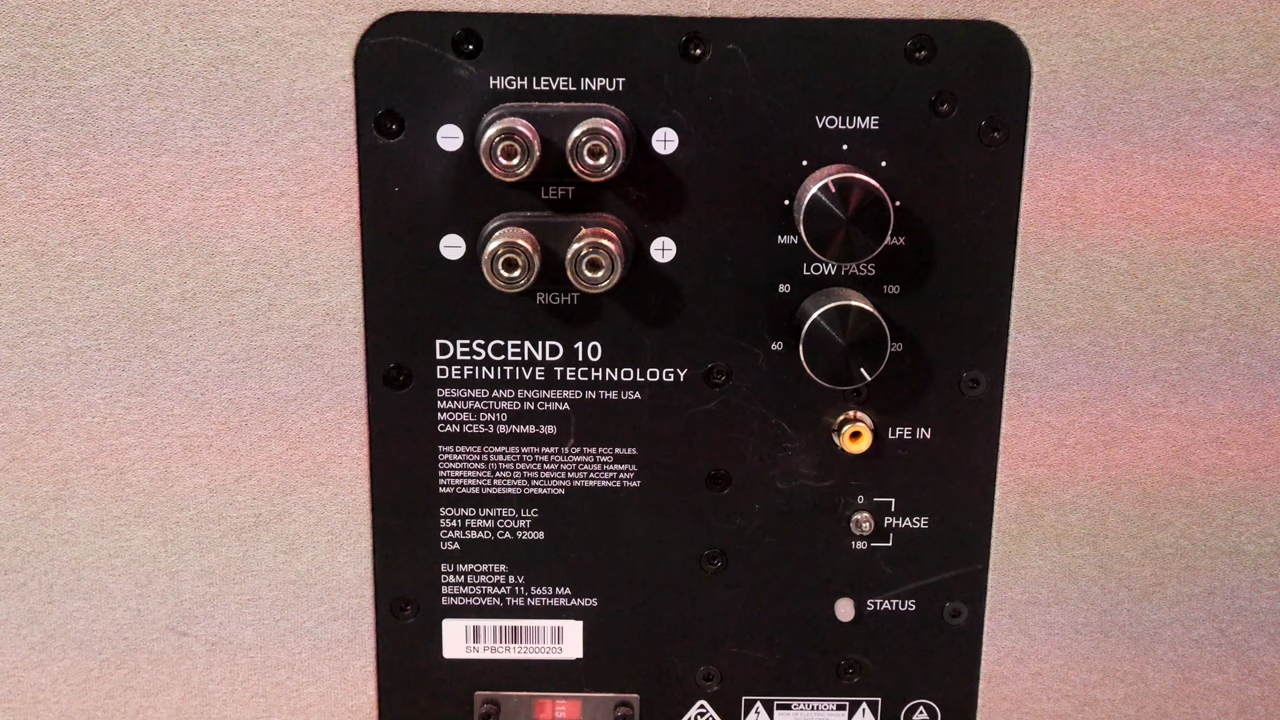 HIGH LEVEL INPUT
LEFT
RIGHT
VOLUME
MIN
MAX
LOW PASS
80
100
60
20
LFE IN
0
PHASE
180
STATUS
DESCEND 10
DEFINITIVE TECHNOLOGY
DESIGNED AND ENGINEERED IN THE USA
MANUFACTURED IN CHINA
MODEL: DN10
CAN ICES-3 (B)/NMB-3(B)
THIS DEVICE COMPLIES WITH PART 15 OF THE FCC RULES.
OPERATION IS SUBJECT TO THE FOLLOWING TWO
CONDITIONS: (1) THIS DEVICE MAY NOT CAUSE HARMFUL
INTERFERENCE, AND (2) THIS DEVICE MUST ACCEPT ANY
INTERFERENCE RECEIVED, INCLUDING INTERFERNCE THAT
MAY CAUSE UNDESIRED OPERATION
SOUND UNITED, LLC
5541 FERMI COURT
CARLSBAD, CA. 92008
USA
EU IMPORTER:
D&M EUROPE B.V.
BEEMDSTRAAT 11, 5653 MA
EINDHOVEN, THE NETHERLANDS
SN PBCR122000203
CAUTION